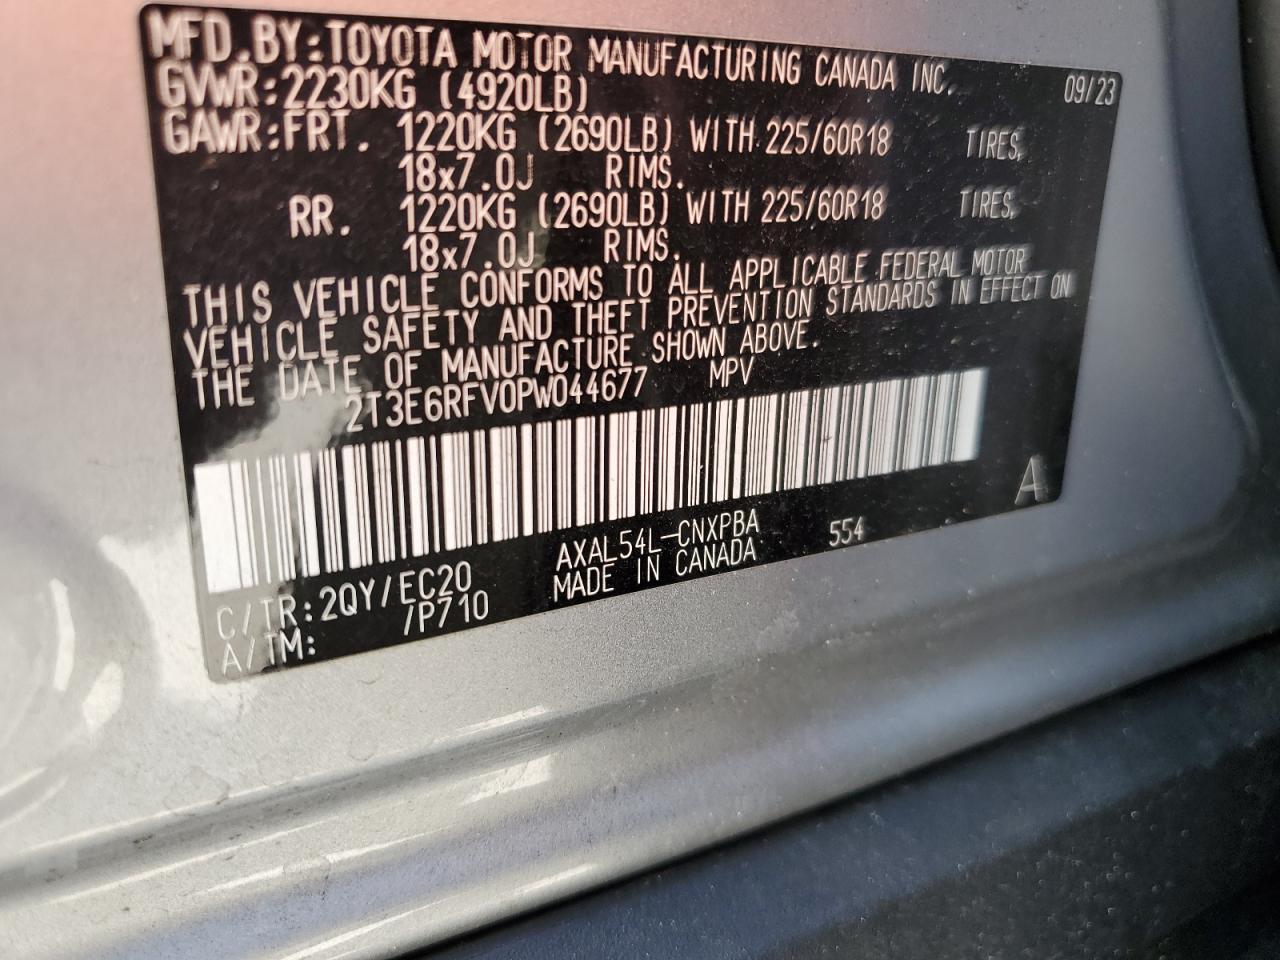 MFD.BY:TOYOTA MOTOR MANUFACTURING CANADA INC. 09/23
GVWR:2230KG (4920LB)
GAWR:FRT. 1220KG (2690LB) WITH 225/60R18 TIRES,
18x7.0J RIMS.
RR. 1220KG (2690LB) WITH 225/60R18 TIRES,
18x7.0J RIMS.
THIS VEHICLE CONFORMS TO ALL APPLICABLE FEDERAL MOTOR
VEHICLE SAFETY AND THEFT PREVENTION STANDARDS IN EFFECT ON
THE DATE OF MANUFACTURE SHOWN ABOVE.
2T3E6RFV0PW044677 MPV
A
C/TR:2QY/EC20 AXAL54L-CNXPBA 554
/P710 MADE IN CANADA
A/TM: